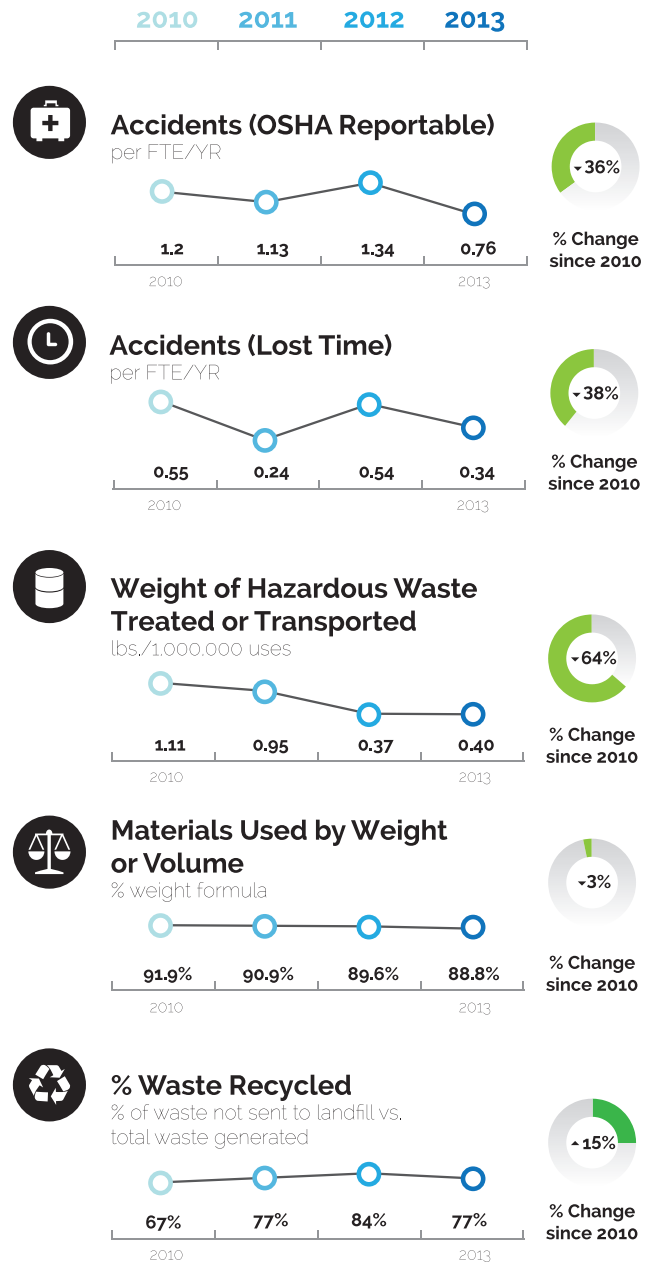 2010 2011 2012 2013
Accidents (OSHA Reportable)
per FTE/YR
1.2 1.13 1.34 0.76
2010 2013
36%
% Change
since 2010
Accidents (Lost Time)
per FTE/YR
0.55 0.24 0.54 0.34
2010 2013
38%
% Change
since 2010
Weight of Hazardous Waste
Treated or Transported
lbs./1.000.000 uses
1.11 0.95 0.37 0.40
2010 2013
64%
% Change
since 2010
Materials Used by Weight
or Volume
% weight formula
91.9% 90.9% 89.6% 88.8%
2010 2013
3%
% Change
since 2010
% Waste Recycled
% of waste not sent to landfill vs.
total waste generated
67% 77% 84% 77%
2010 2013
15%
% Change
since 2010